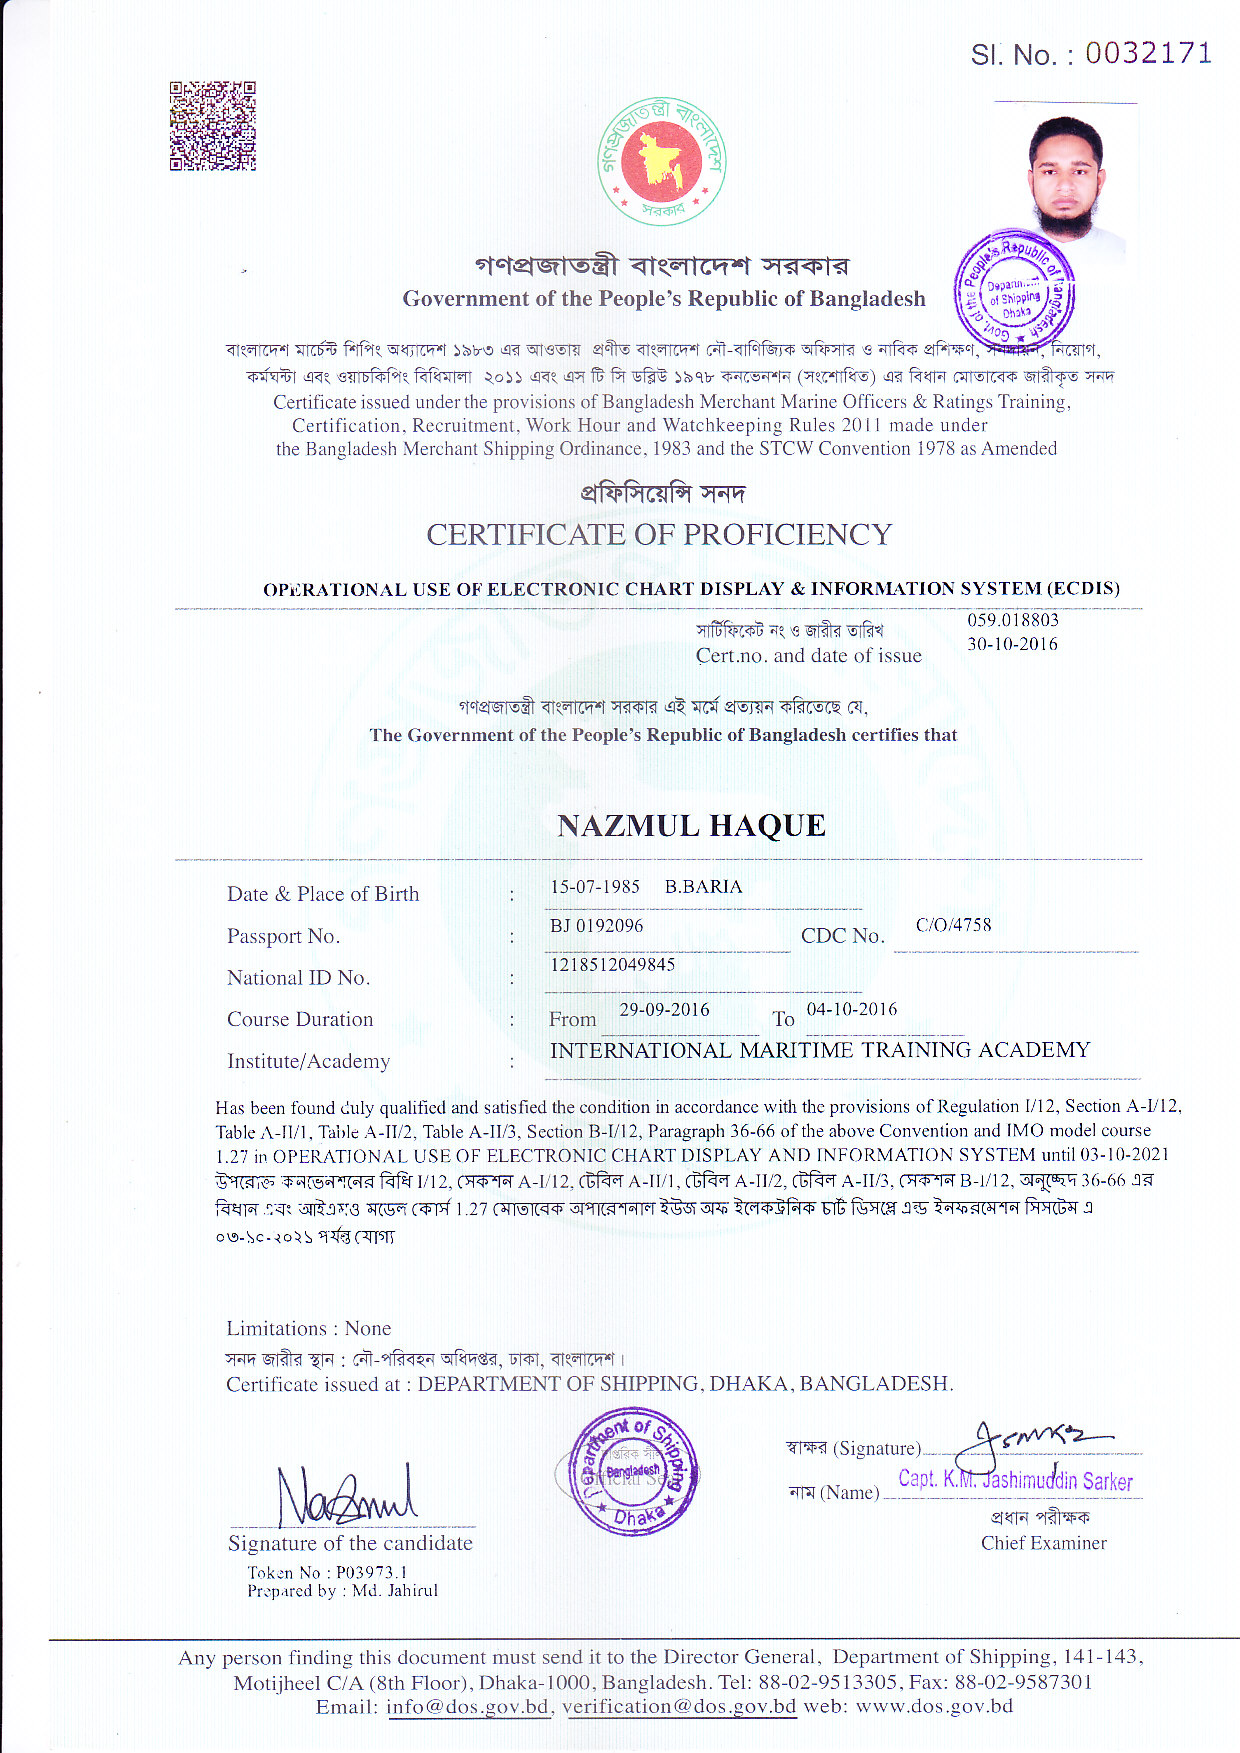 Sl. No. : 0032171
গণপ্রজাতন্ত্রী বাংলাদেশ
সরকার
গণপ্রজাতন্ত্রী বাংলাদেশ সরকার
Government of the People's Republic of Bangladesh
Govt. of the People's Republic of Bangladesh
of Shipping
Dhaka
বাংলাদেশ মার্চেন্ট শিপিং অধ্যাদেশ ১৯৮৩ এর আওতায় প্রণীত বাংলাদেশ নৌ-বাণিজ্যিক অফিসার ও নাবিক প্রশিক্ষণ, সনদায়ন, নিয়োগ,
কর্মঘন্টা এবং ওয়াচকিপিং বিধিমালা ২০১১ এবং এস টি সি ডব্লিউ ১৯৭৮ কনভেনশন (সংশোধিত) এর বিধান মোতাবেক জারীকৃত সনদ
Certificate issued under the provisions of Bangladesh Merchant Marine Officers & Ratings Training,
Certification, Recruitment, Work Hour and Watchkeeping Rules 2011 made under
the Bangladesh Merchant Shipping Ordinance, 1983 and the STCW Convention 1978 as Amended
প্রফিসিয়েন্সি সনদ
CERTIFICATE OF PROFICIENCY
OPERATIONAL USE OF ELECTRONIC CHART DISPLAY & INFORMATION SYSTEM (ECDIS)
সার্টিফিকেট নং ও জারীর তারিখ 059.018803
Cert.no. and date of issue 30-10-2016
গণপ্রজাতন্ত্রী বাংলাদেশ সরকার এই মর্মে প্রত্যয়ন করিতেছে যে,
The Government of the People's Republic of Bangladesh certifies that
NAZMUL HAQUE
Date & Place of Birth : 15-07-1985 B.BARIA
Passport No. : BJ 0192096 CDC No. C/O/4758
National ID No. : 1218512049845
Course Duration : From 29-09-2016 To 04-10-2016
Institute/Academy : INTERNATIONAL MARITIME TRAINING ACADEMY
Has been found duly qualified and satisfied the condition in accordance with the provisions of Regulation I/12, Section A-I/12,
Table A-II/1, Table A-II/2, Table A-II/3, Section B-I/12, Paragraph 36-66 of the above Convention and IMO model course
1.27 in OPERATIONAL USE OF ELECTRONIC CHART DISPLAY AND INFORMATION SYSTEM until 03-10-2021
উপরোক্ত কনভেনশনের বিধি I/12, সেকশন A-I/12, টেবিল A-II/1, টেবিল A-II/2, টেবিল A-II/3, সেকশন B-I/12, অনুচ্ছেদ 36-66 এর
বিধান এবং আইএমও মডেল কোর্স 1.27 মোতাবেক অপারেশনাল ইউজ অফ ইলেকট্রনিক চার্ট ডিসপ্লে এন্ড ইনফরমেশন সিসটেম এ
০৩-১০-২০২১ পর্যন্ত যোগ্য
Limitations : None
সনদ জারীর স্থান : নৌ-পরিবহন অধিদপ্তর, ঢাকা, বাংলাদেশ।
Certificate issued at : DEPARTMENT OF SHIPPING, DHAKA, BANGLADESH.
Department of Shipping
Bangladesh
Dhaka
স্বাক্ষর (Signature)
নাম (Name) Capt. K.M. Jashimuddin Sarker
প্রধান পরীক্ষক
Chief Examiner
Nazmul
Signature of the candidate
Token No : P03973.1
Prepared by : Md. Jahirul
Any person finding this document must send it to the Director General, Department of Shipping, 141-143,
Motijheel C/A (8th Floor), Dhaka-1000, Bangladesh. Tel: 88-02-9513305, Fax: 88-02-9587301
Email: info@dos.gov.bd, verification@dos.gov.bd web: www.dos.gov.bd